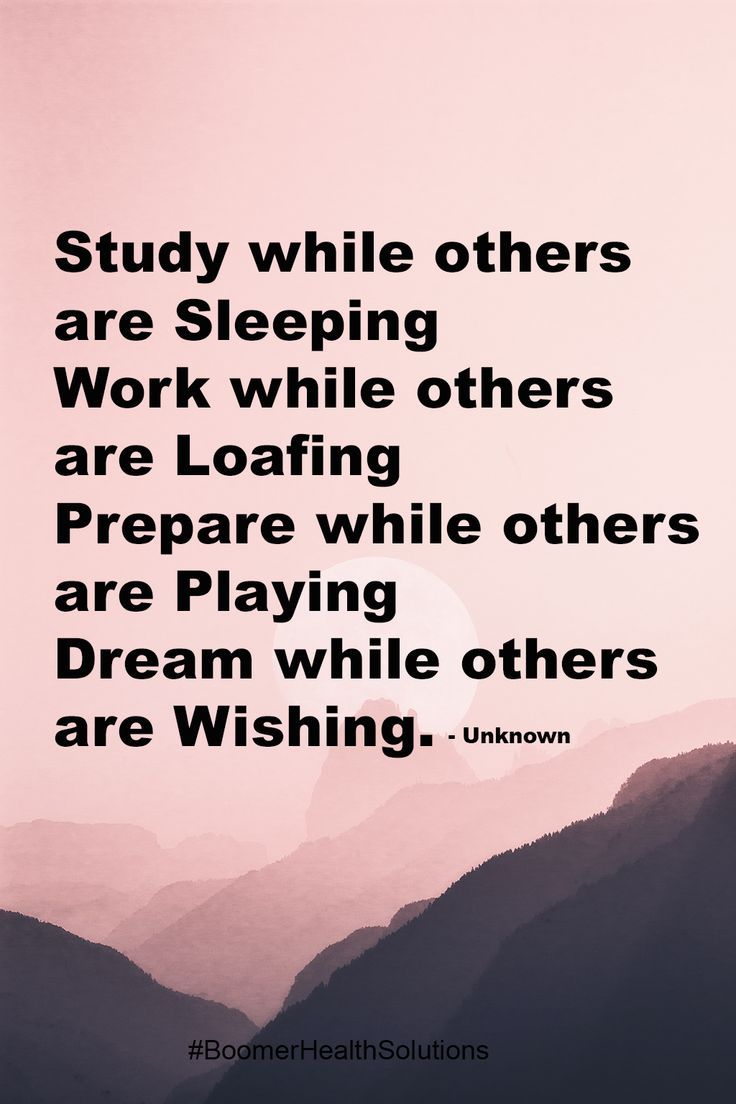 Study while others
are Sleeping
Work while others
are Loafing
Prepare while others
are Playing
Dream while others
are Wishing. - Unknown
#BoomerHealthSolutions